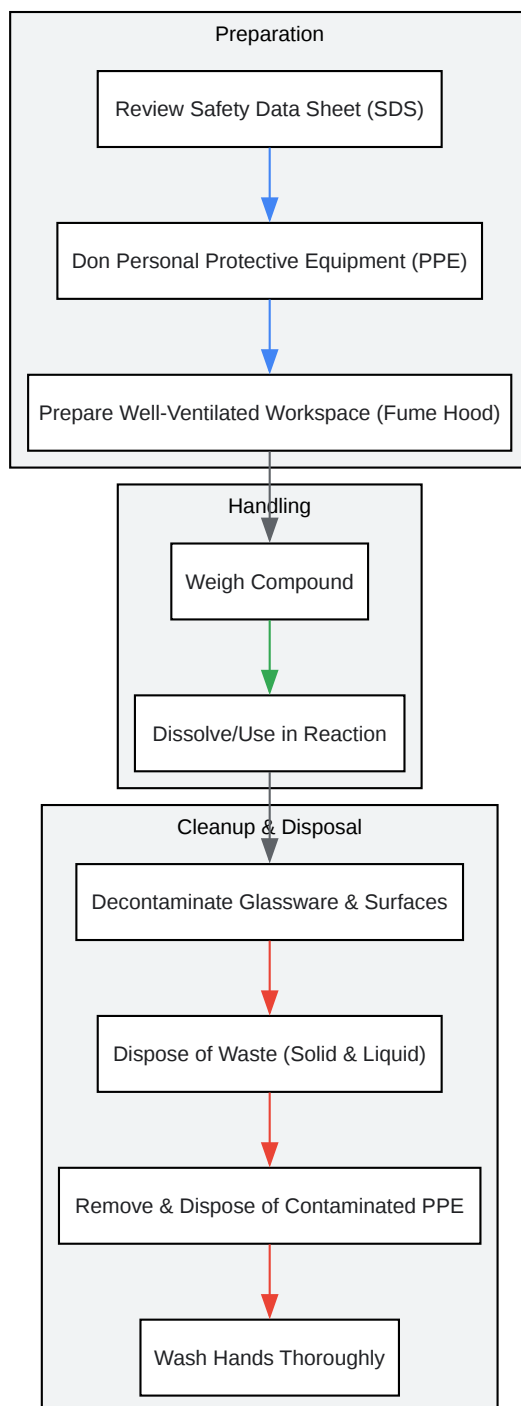 Preparation
Review Safety Data Sheet (SDS)
Don Personal Protective Equipment (PPE)
Prepare Well-Ventilated Workspace (Fume Hood)
Handling
Weigh Compound
Dissolve/Use in Reaction
Cleanup & Disposal
Decontaminate Glassware & Surfaces
Dispose of Waste (Solid & Liquid)
Remove & Dispose of Contaminated PPE
Wash Hands Thoroughly